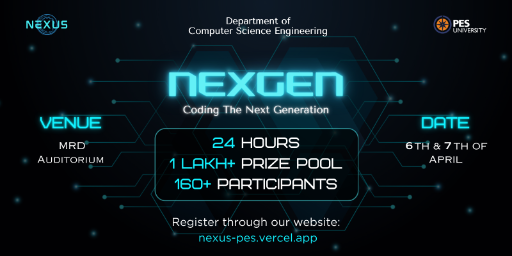 NEXUS
Department of
Computer Science Engineering
PES
UNIVERSITY
NEXGEN
Coding The Next Generation
VENUE
MRD
AUDITORIUM
24 HOURS
1 LAKH+ PRIZE POOL
160+ PARTICIPANTS
DATE
6TH & 7TH OF
APRIL
Register through our website:
nexus-pes.vercel.app